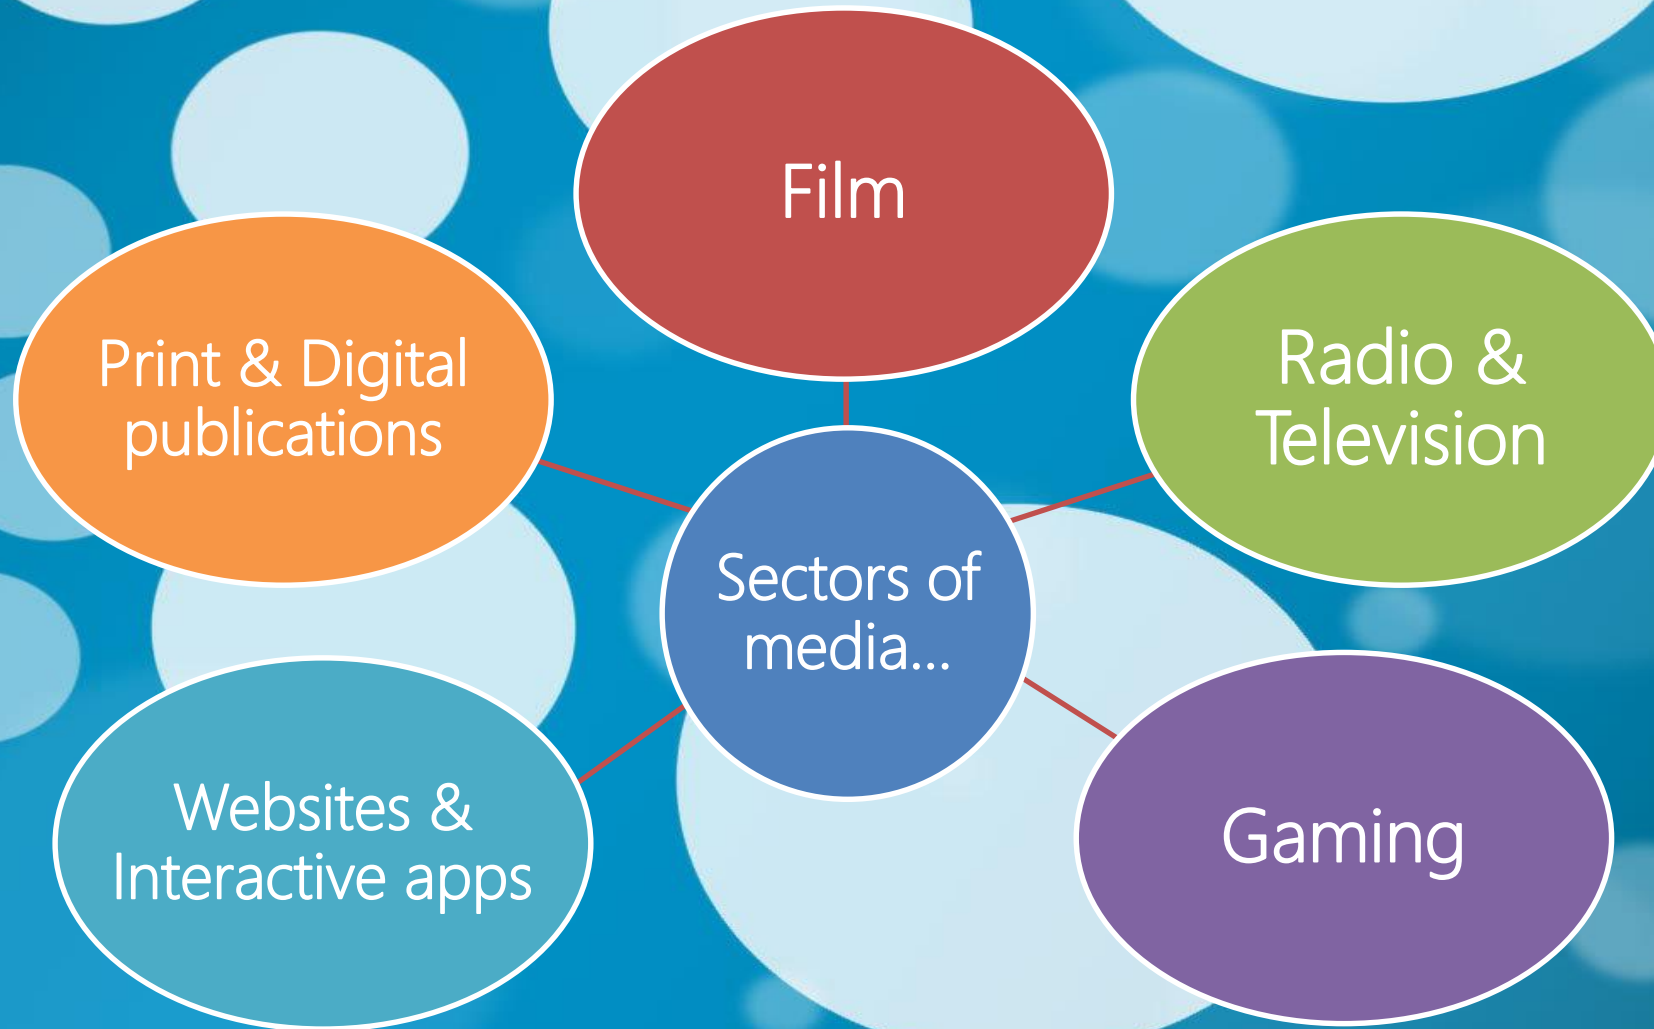 Film
Print & Digital
publications
Radio &
Television
Sectors of
media...
Websites &
Interactive apps
Gaming